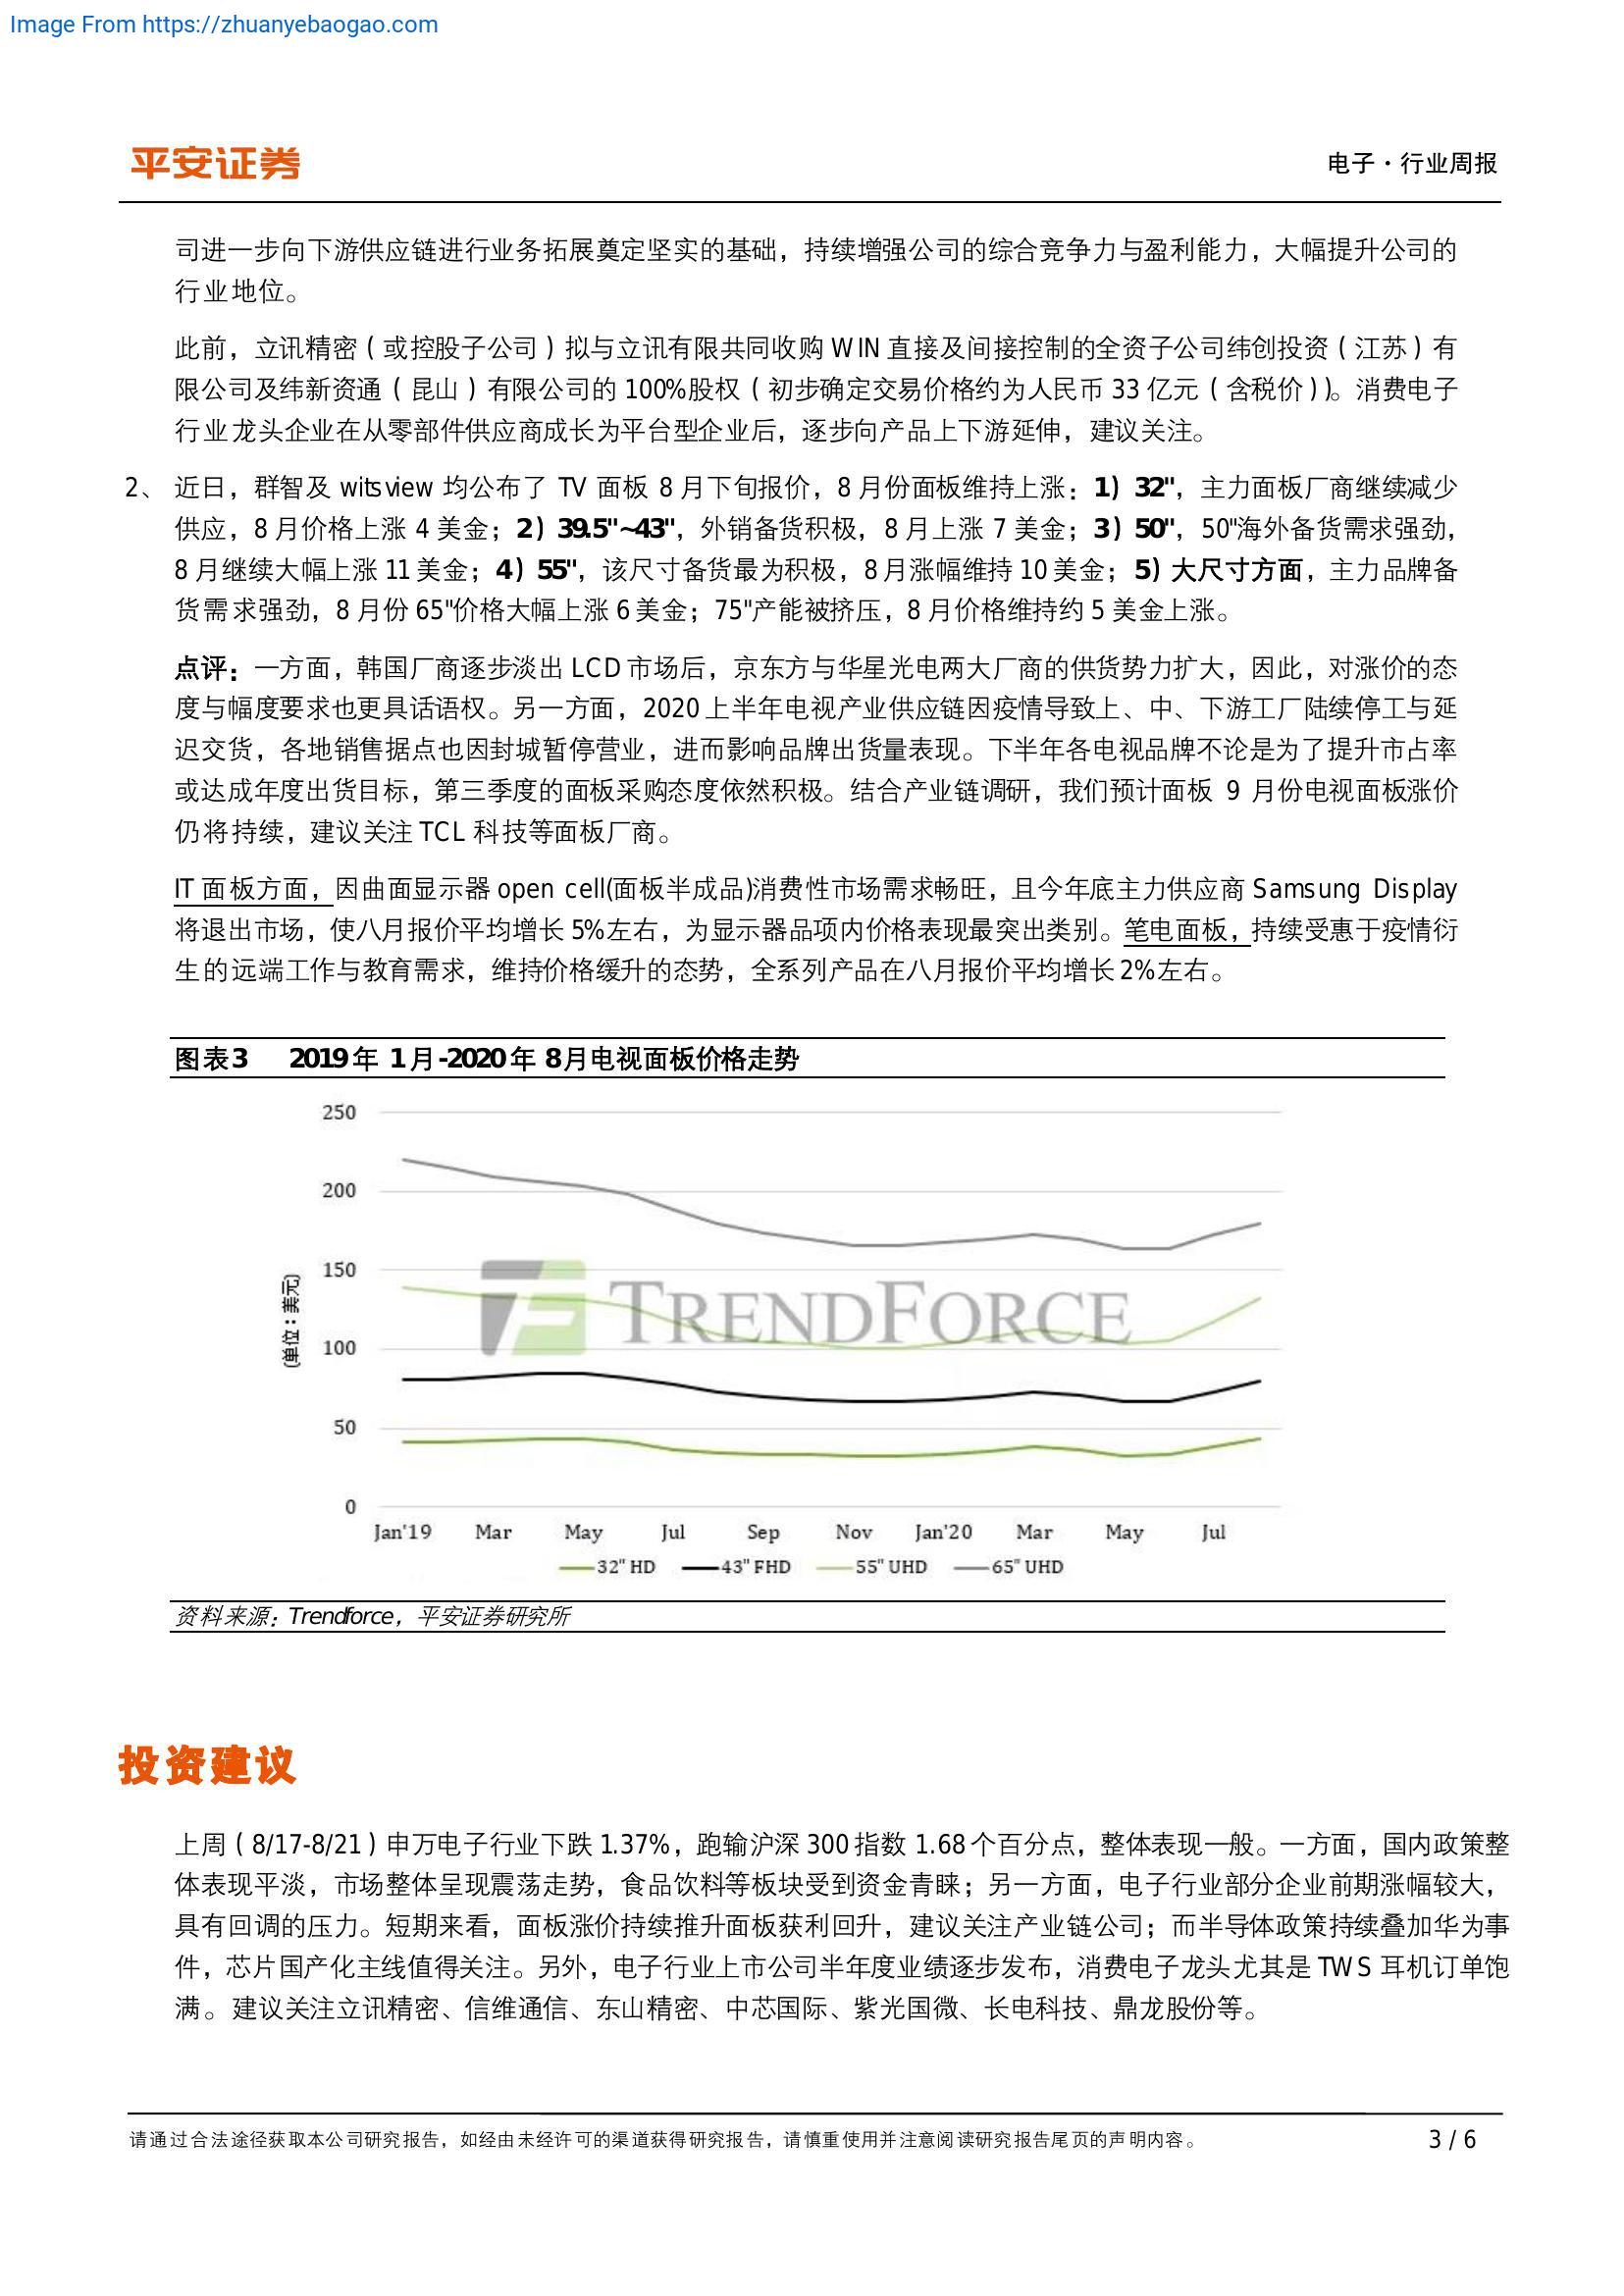 Image From https://zhuanyebaogao.com
平安证券
电子·行业周报
司进一步向下游供应链进行业务拓展奠定坚实的基础，持续增强公司的综合竞争力与盈利能力，大幅提升公司的
行业地位。
此前，立讯精密（或控股子公司）拟与立讯有限共同收购 WIN 直接及间接控制的全资子公司纬创投资（江苏）有
限公司及纬新资通（昆山）有限公司的 100%股权（初步确定交易价格约为人民币 33 亿元（含税价））。消费电子
行业龙头企业在从零部件供应商成长为平台型企业后，逐步向产品上下游延伸，建议关注。
2、 近日，群智及 witsview 均公布了 TV 面板 8 月下旬报价，8 月份面板维持上涨：1）32"，主力面板厂商继续减少
供应，8 月价格上涨 4 美金；2）39.5"~43"，外销备货积极，8 月上涨 7 美金；3）50"，50"海外备货需求强劲，
8 月继续大幅上涨 11 美金；4）55"，该尺寸备货最为积极，8 月涨幅维持 10 美金；5）大尺寸方面，主力品牌备
货需求强劲，8 月份 65"价格大幅上涨 6 美金；75"产能被挤压，8 月价格维持约 5 美金上涨。
点评：一方面，韩国厂商逐步淡出 LCD 市场后，京东方与华星光电两大厂商的供货势力扩大，因此，对涨价的态
度与幅度要求也更具话语权。另一方面，2020 上半年电视产业供应链因疫情导致上、中、下游工厂陆续停工与延
迟交货，各地销售据点也因封城暂停营业，进而影响品牌出货量表现。下半年各电视品牌不论是为了提升市占率
或达成年度出货目标，第三季度的面板采购态度依然积极。结合产业链调研，我们预计面板 9 月份电视面板涨价
仍将持续，建议关注 TCL 科技等面板厂商。
IT 面板方面，因曲面显示器 open cell(面板半成品)消费性市场需求畅旺，且今年底主力供应商 Samsung Display
将退出市场，使八月报价平均增长 5%左右，为显示器品项内价格表现最突出类别。笔电面板，持续受惠于疫情衍
生的远端工作与教育需求，维持价格缓升的态势，全系列产品在八月报价平均增长 2%左右。
图表3 2019 年 1 月-2020 年 8 月电视面板价格走势
250
200
150
100
50
0
(单位：美元)
TRENDFORCE
Jan'19 Mar May Jul Sep Nov Jan'20 Mar May Jul
32" HD 43" FHD 55" UHD 65" UHD
资料来源：Trendforce，平安证券研究所
投资建议
上周（8/17-8/21）申万电子行业下跌 1.37%，跑输沪深 300 指数 1.68 个百分点，整体表现一般。一方面，国内政策整
体表现平淡，市场整体呈现震荡走势，食品饮料等板块受到资金青睐；另一方面，电子行业部分企业前期涨幅较大，
具有回调的压力。短期来看，面板涨价持续推升面板获利回升，建议关注产业链公司；而半导体政策持续叠加华为事
件，芯片国产化主线值得关注。另外，电子行业上市公司半年度业绩逐步发布，消费电子龙头尤其是 TWS 耳机订单饱
满。建议关注立讯精密、信维通信、东山精密、中芯国际、紫光国微、长电科技、鼎龙股份等。
请通过合法途径获取本公司研究报告，如经由未经许可的渠道获得研究报告，请慎重使用并注意阅读研究报告尾页的声明内容。
3 / 6